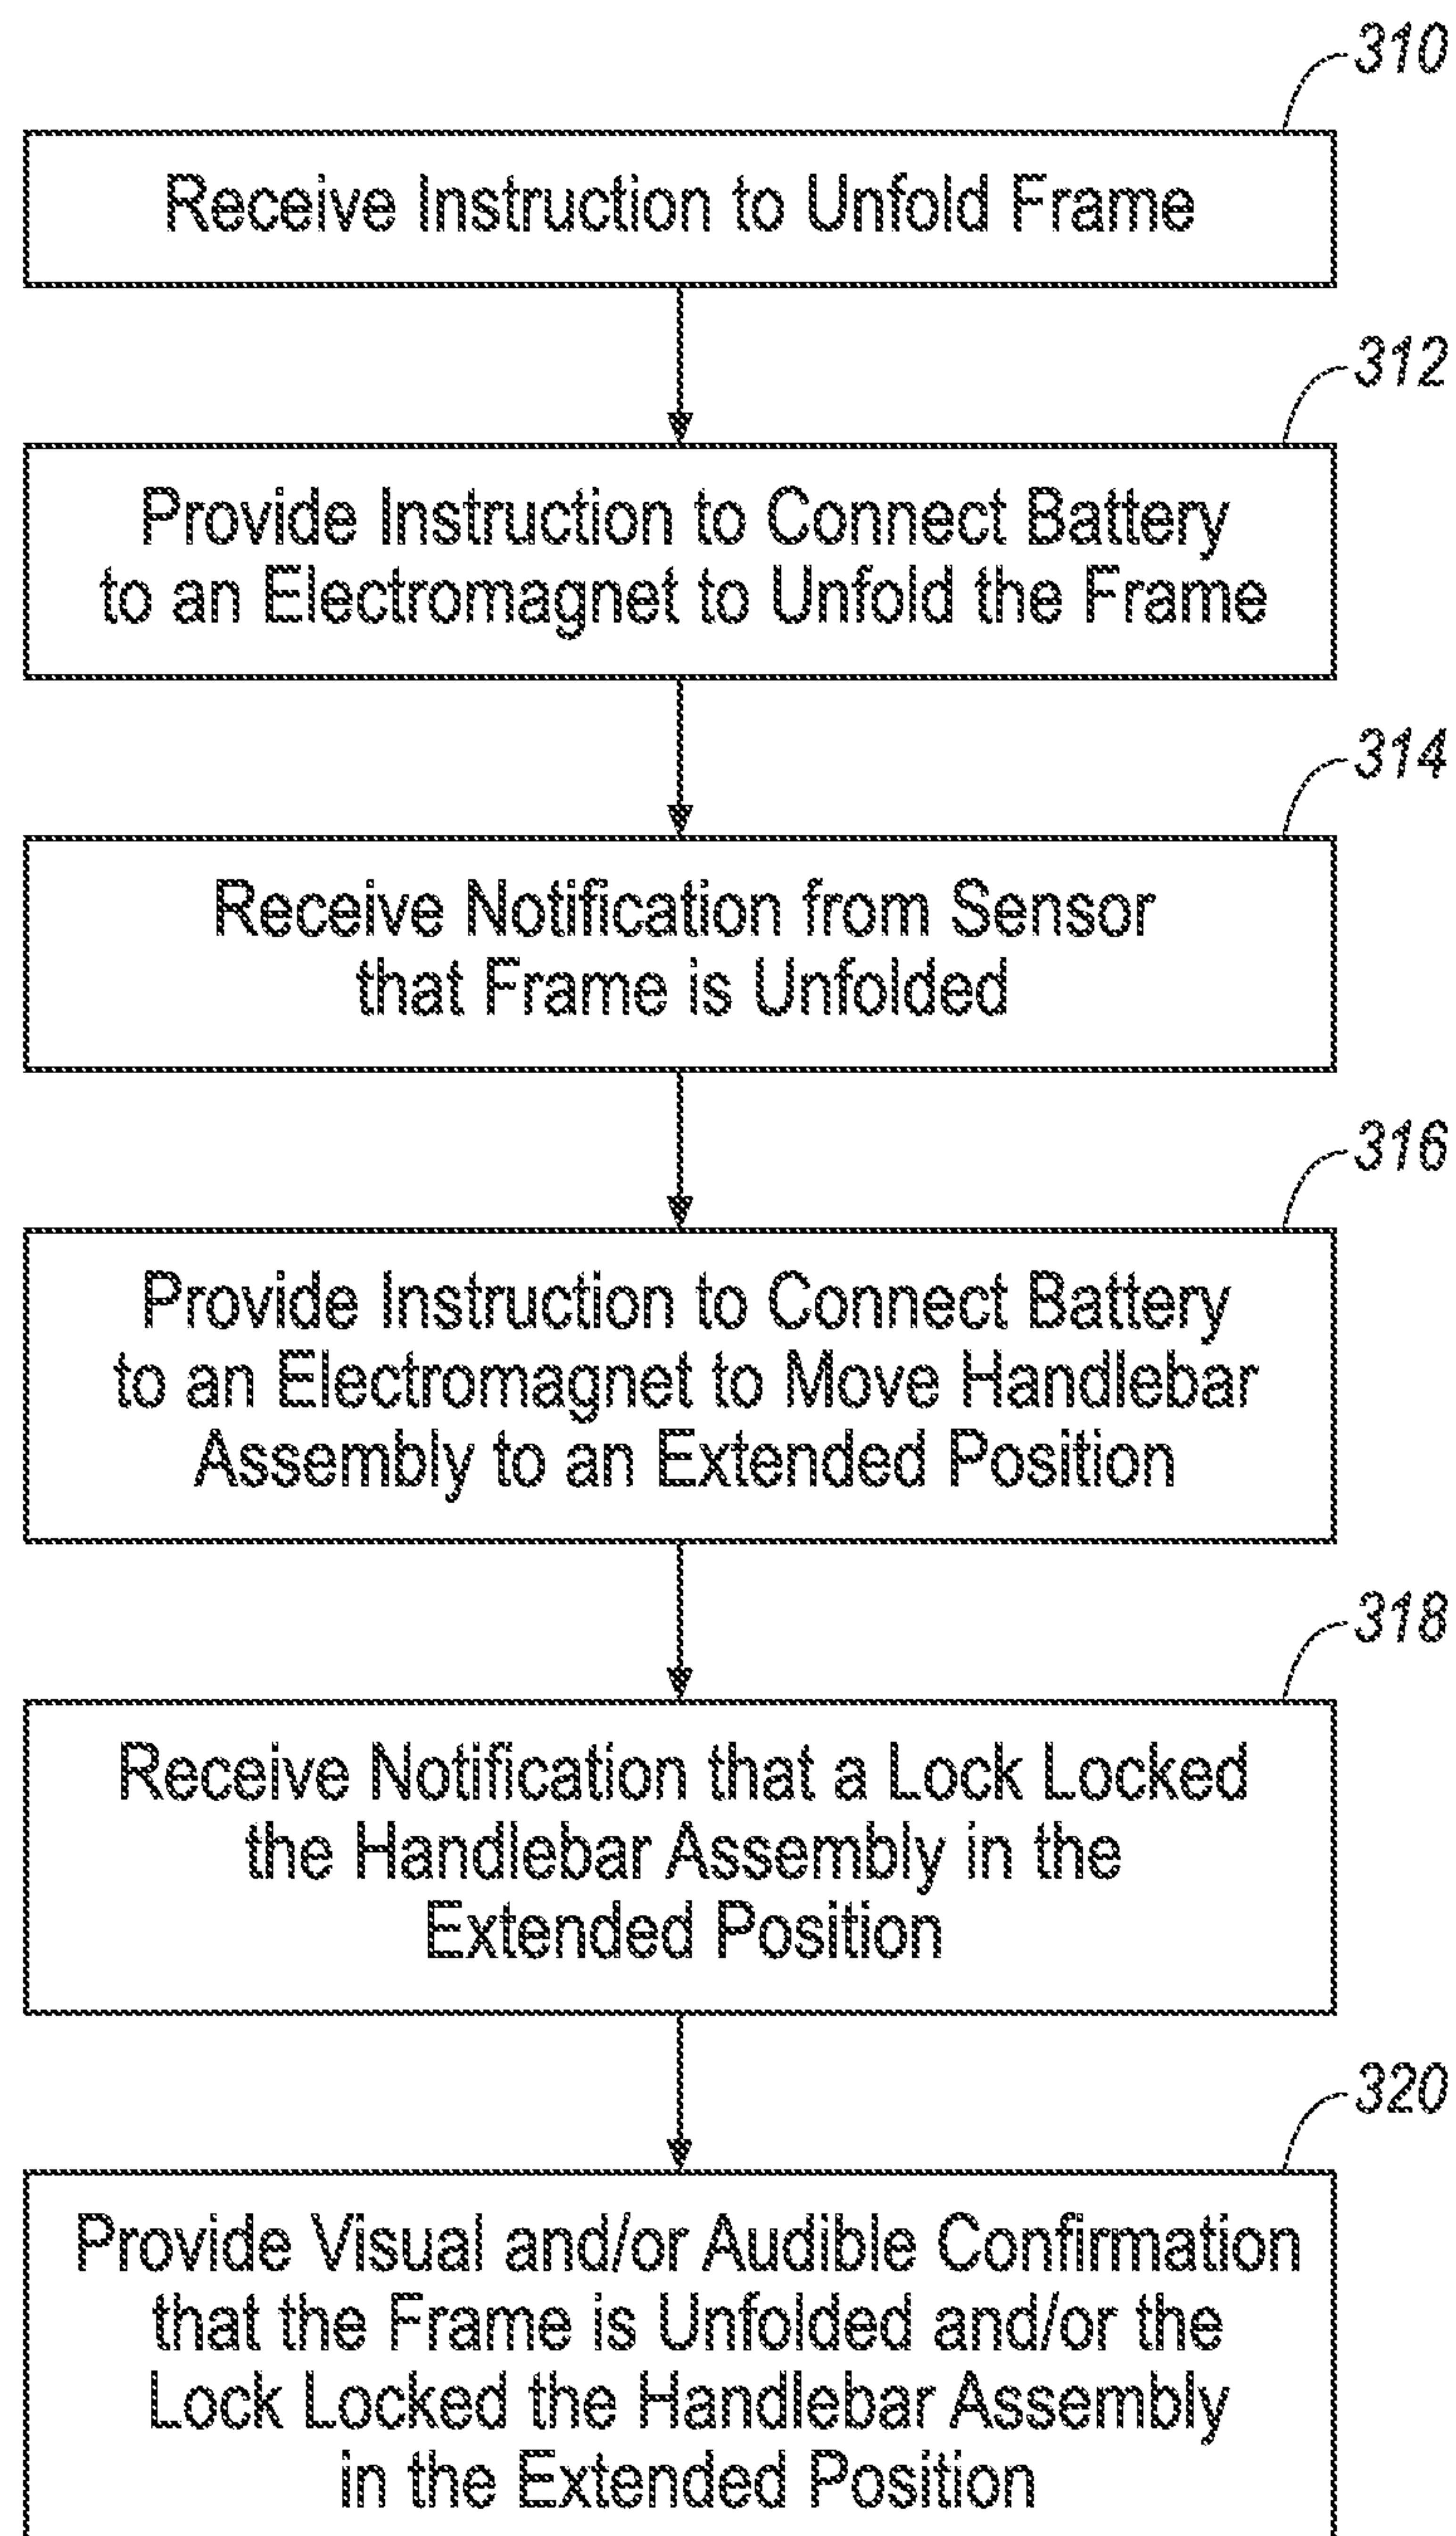 310
Receive Instruction to Unfold Frame
312
Provide Instruction to Connect Battery
to an Electromagnet to Unfold the Frame
314
Receive Notification from Sensor
that Frame is Unfolded
316
Provide Instruction to Connect Battery
to an Electromagnet to Move Handlebar
Assembly to an Extended Position
318
Receive Notification that a Lock Locked
the Handlebar Assembly in the
Extended Position
320
Provide Visual and/or Audible Confirmation
that the Frame is Unfolded and/or the
Lock Locked the Handlebar Assembly
in the Extended Position